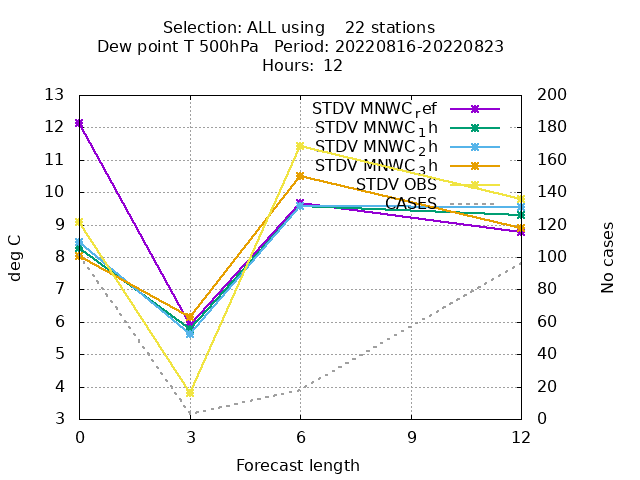 Selection: ALL using 22 stations
Dew point T 500hPa Period: 20220816-20220823
Hours: 12
13 200
12 180
11 160
10 140
9 120
8 100
7 80
6 60
5 40
4 20
3 0
0 3 6 9 12
deg C
No cases
Forecast length
STDV MNWC_ref
STDV MNWC_1h
STDV MNWC_2h
STDV MNWC_3h
STDV OBS
CASES